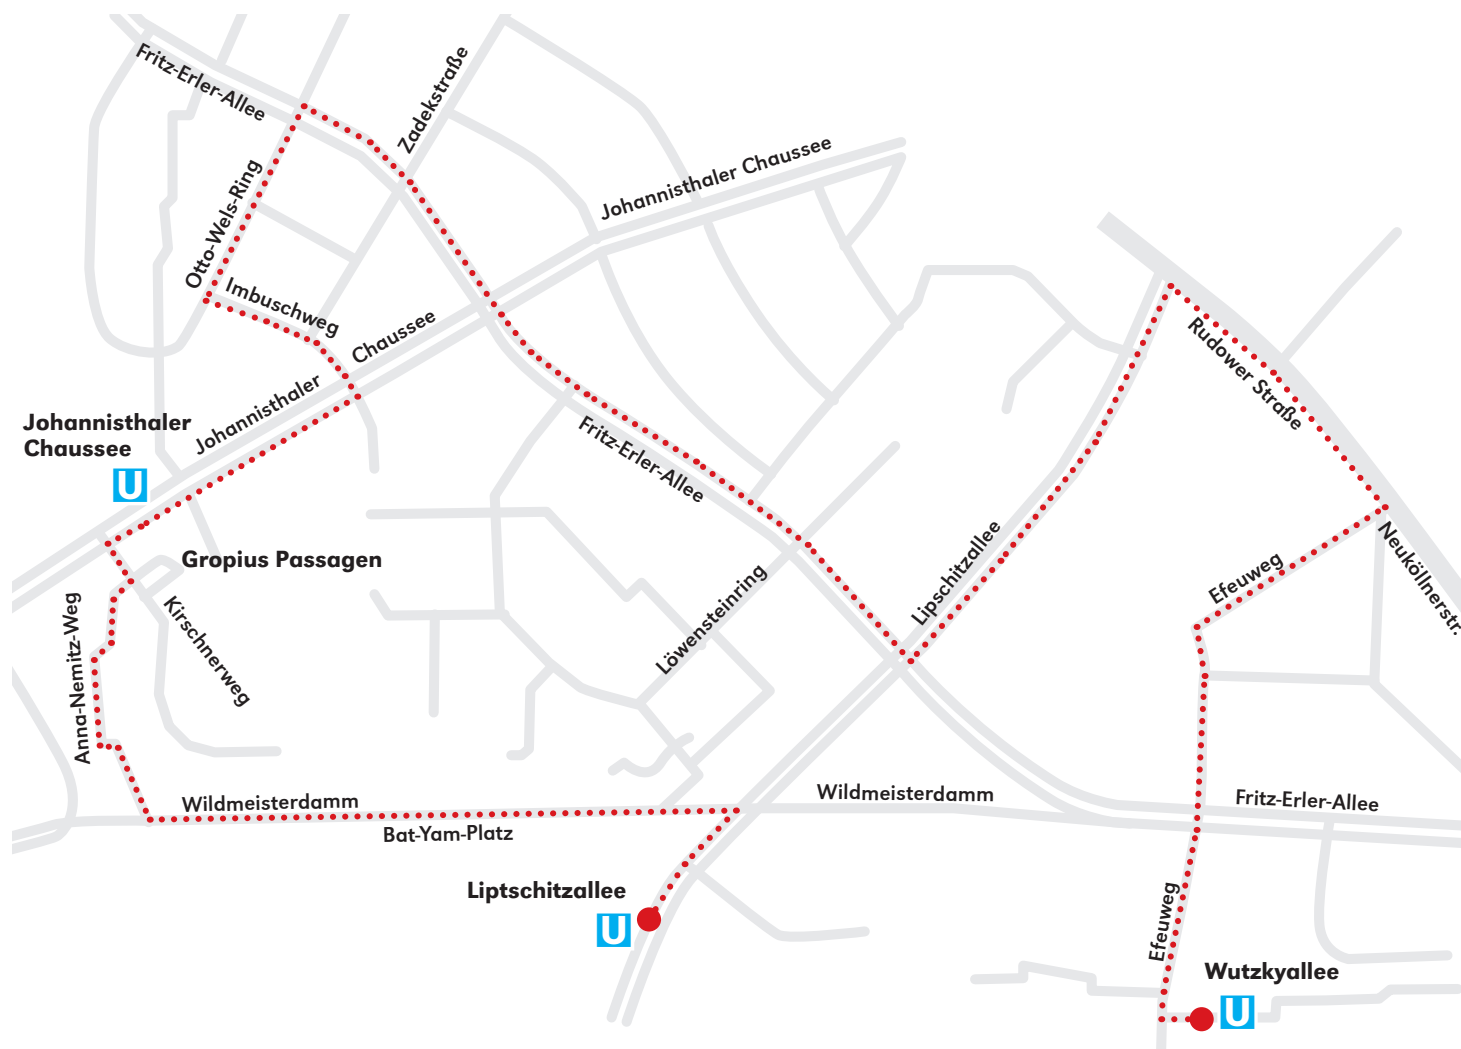 Fritz-Erler-Allee
Zadekstraße
Johannisthaler Chaussee
Otto-Wels-Ring
Imbuschweg
Chaussee
Johannisthaler
Rudower Straße
Johannisthaler
Chaussee
U
Fritz-Erler-Allee
Gropius Passagen
Lipschitzallee
Efeuweg
Neuköllnerstr.
Löwensteinring
Kirschnerweg
Anna-Nemitz-Weg
Wildmeisterdamm
Wildmeisterdamm
Fritz-Erler-Allee
Bat-Yam-Platz
Liptschitzallee
U
Efeuweg
Wutzkyallee
U